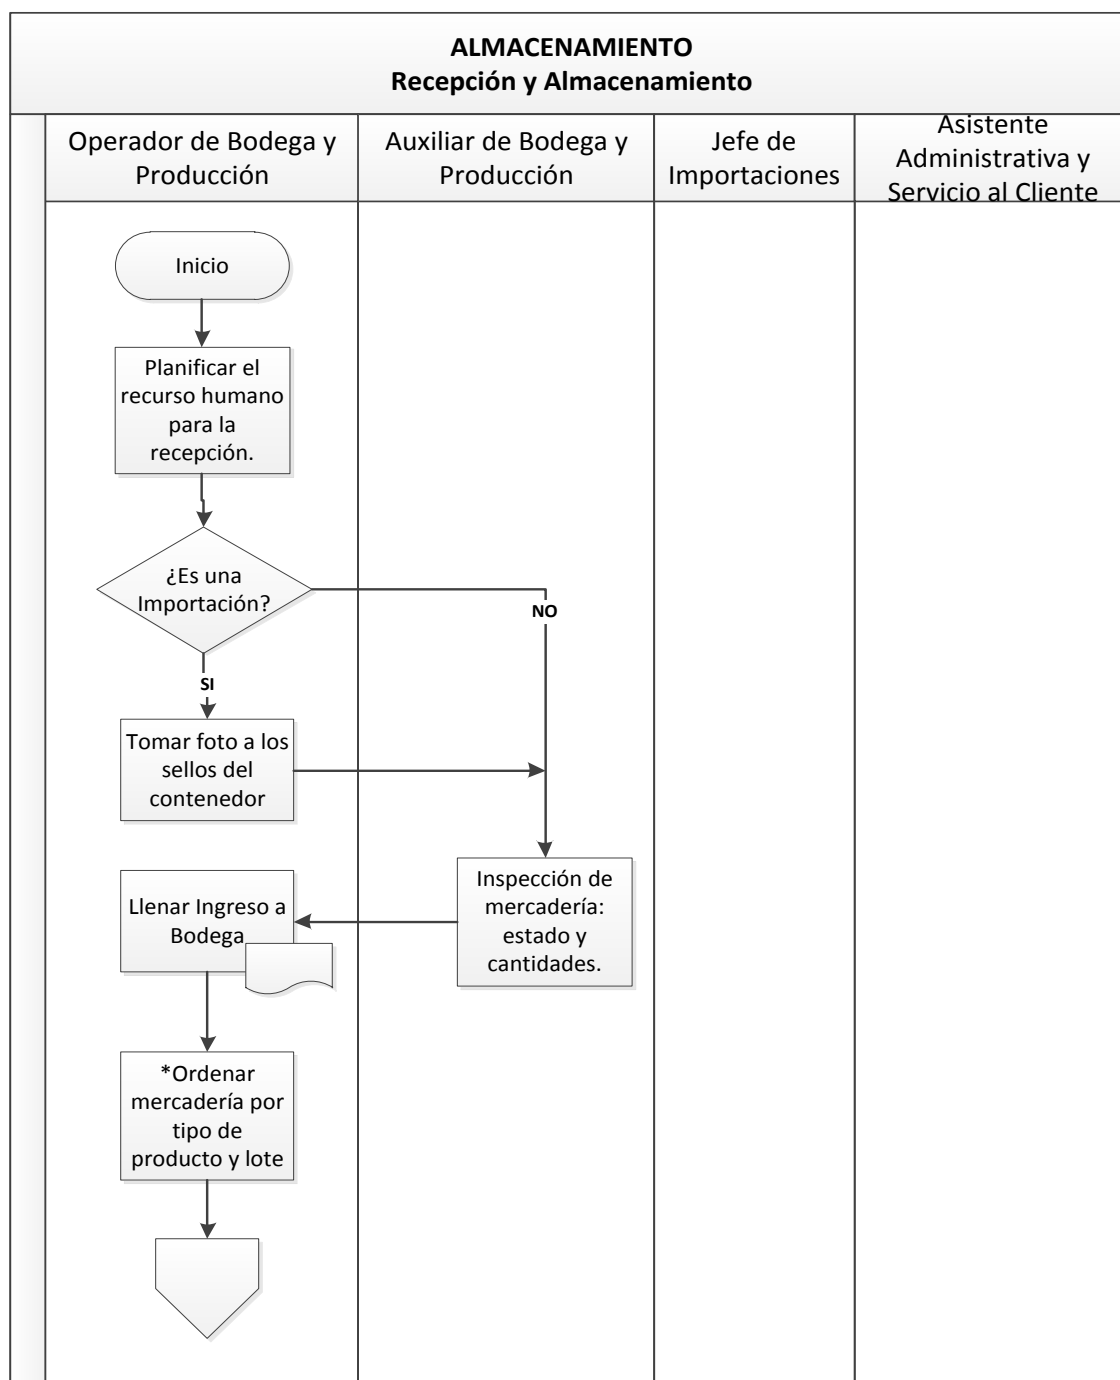 ALMACENAMIENTO
Recepción y Almacenamiento
Operador de Bodega y
Producción
Auxiliar de Bodega y
Producción
Jefe de
Importaciones
Asistente
Administrativa y
Servicio al Cliente
Inicio
Planificar el
recurso humano
para la
recepción.
¿Es una
Importación?
NO
SI
Tomar foto a los
sellos del
contenedor
Inspección de
mercadería:
estado y
cantidades.
Llenar Ingreso a
Bodega
*Ordenar
mercadería por
tipo de
producto y lote